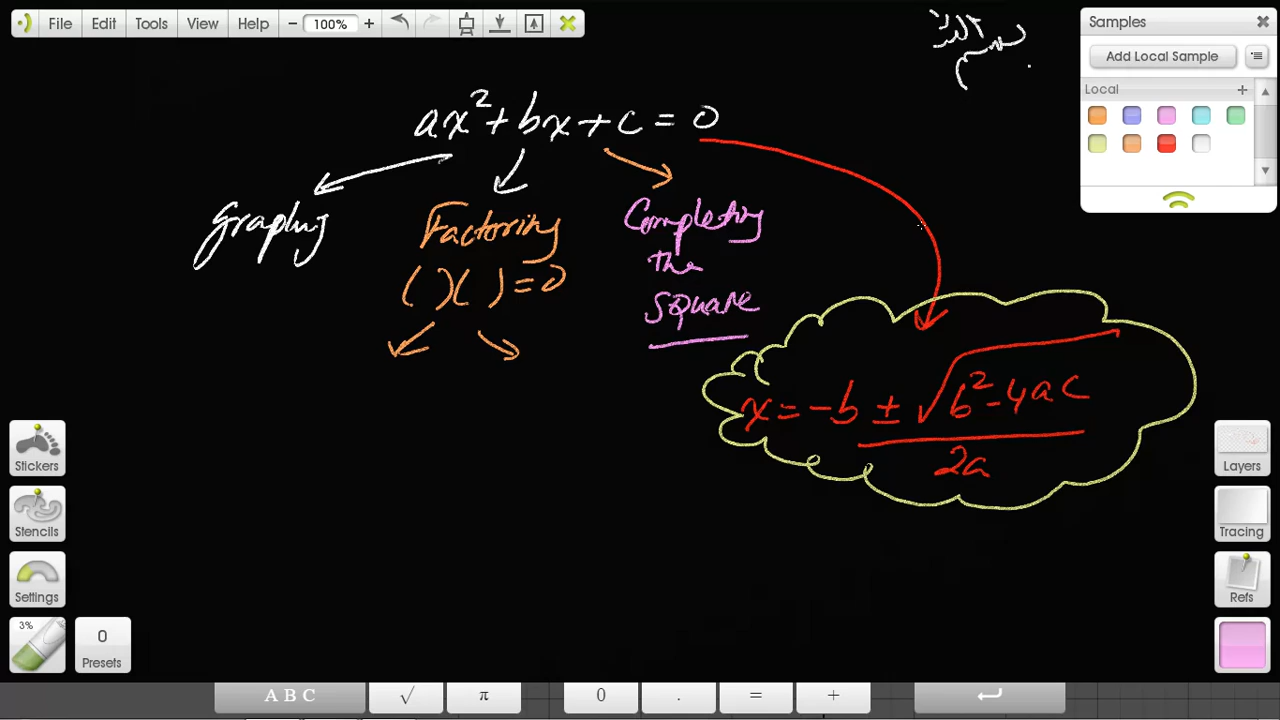 File Edit Tools View Help 100%
بسم الله
Samples
Add Local Sample
Local
ax²+bx+c=0
Graphing
Factoring
( )( )=0
Completing
the
Square
x = -b ± √b²-4ac
2a
Stickers
Stencils
Settings
3%
0
Presets
Layers
Tracing
Refs
A B C √ π 0 . = +